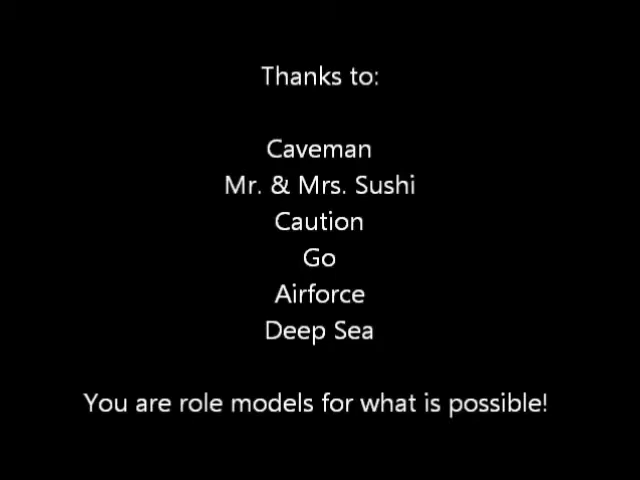 Thanks to:
Caveman
Mr. & Mrs. Sushi
Caution
Go
Airforce
Deep Sea
You are role models for what is possible!